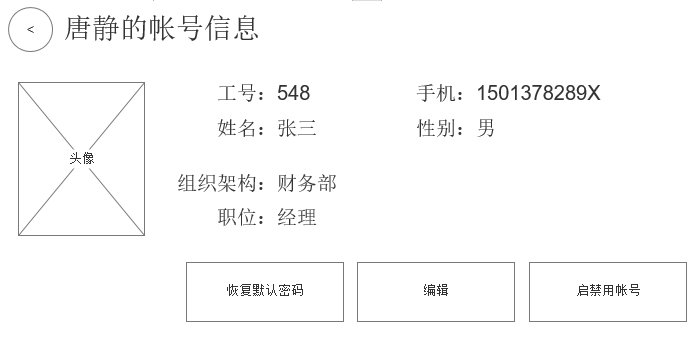 < 唐静的帐号信息
工号：548 手机：1501378289X
姓名：张三 性别：男
头像
组织架构：财务部
职位：经理
恢复默认密码 编辑 启禁用帐号